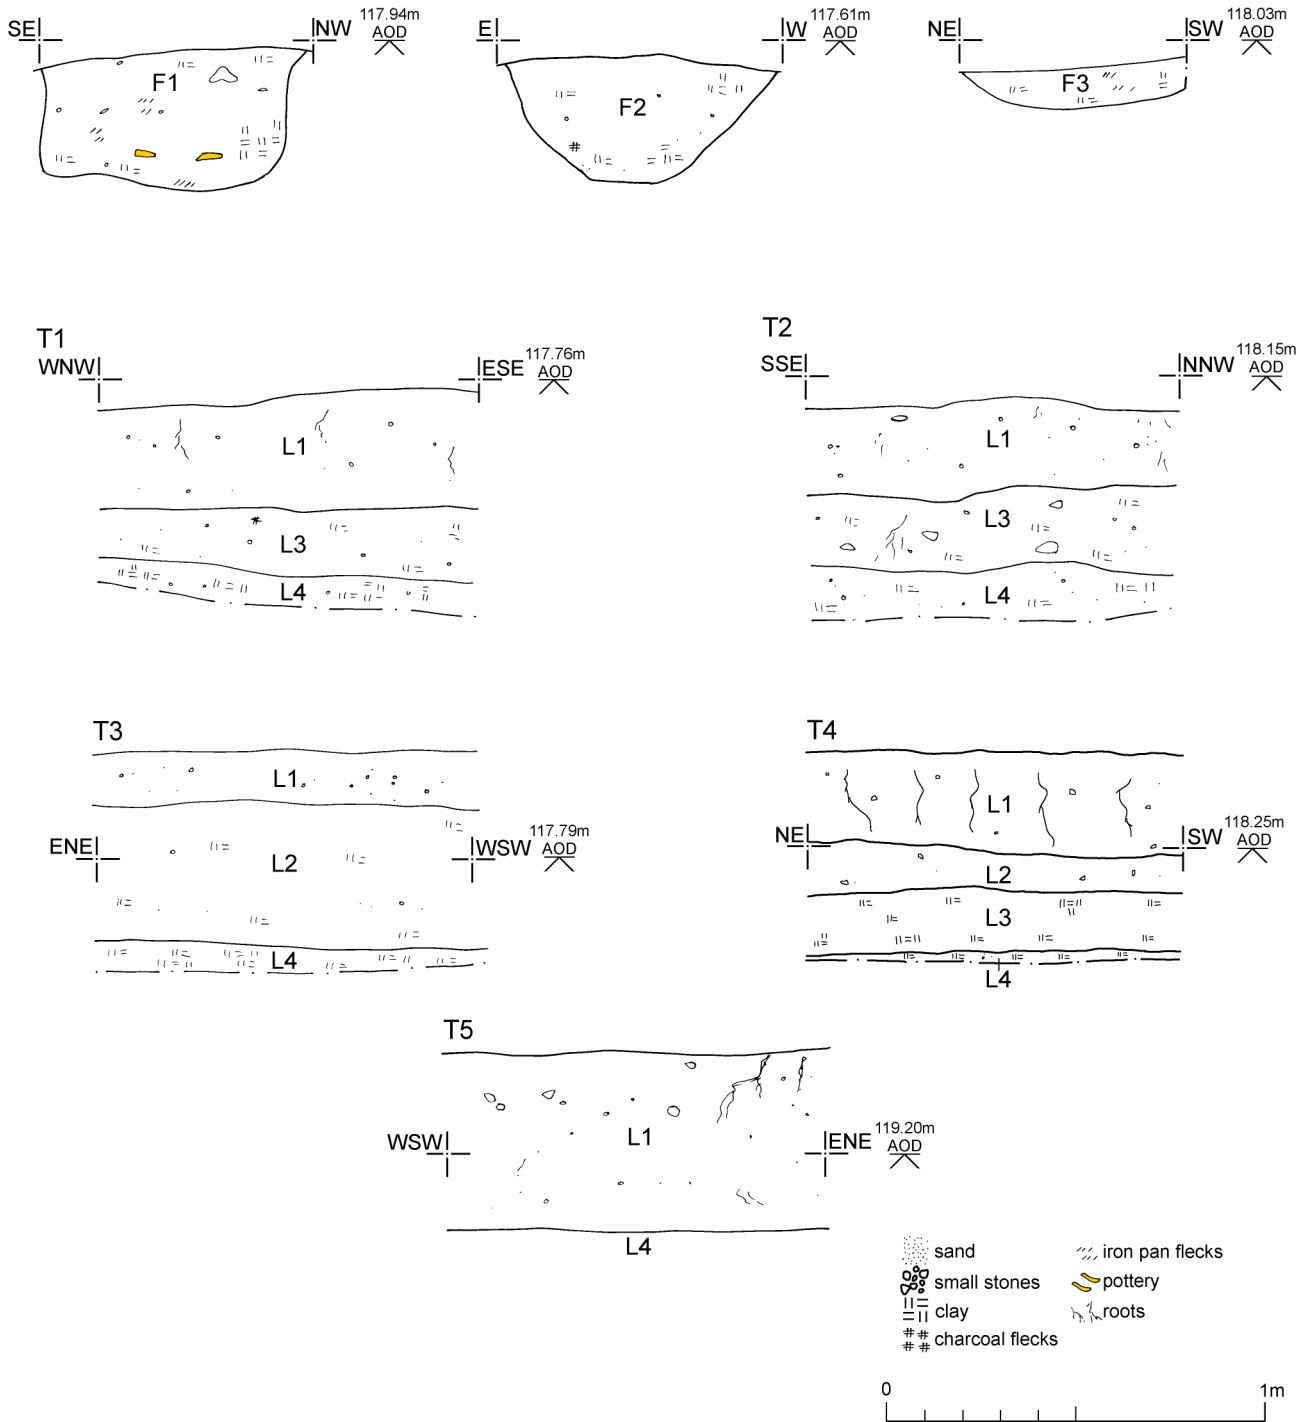 SE NW 117.94m AOD
F1
E W 117.61m AOD
F2
NE SW 118.03m AOD
F3
T1
WNW ESE 117.76m AOD
L1
L3
L4
T2
SSE NNW 118.15m AOD
L1
L3
L4
T3
L1
ENE WSW 117.79m AOD
L2
L4
T4
L1
NE SW 118.25m AOD
L2
L3
L4
T5
L1
WSW ENE 119.20m AOD
L4
sand
small stones
clay
charcoal flecks
iron pan flecks
pottery
roots
0 1m